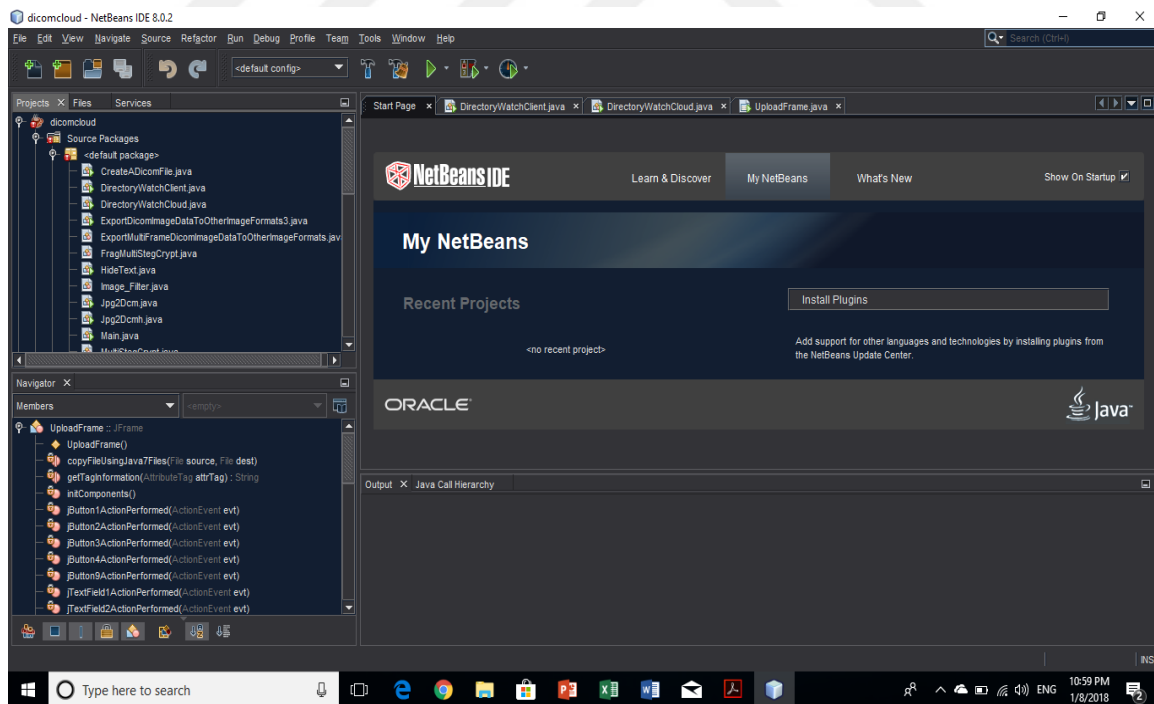 dicomcloud - NetBeans IDE 8.0.2
File Edit View Navigate Source Refactor Run Debug Profile Team Tools Window Help
Search (Ctrl+I)
<default config>
Projects Files Services
Start Page DirectoryWatchClient.java DirectoryWatchCloud.java UploadFrame.java
dicomcloud
Source Packages
<default package>
CreateADicomFile.java
DirectoryWatchClient.java
DirectoryWatchCloud.java
ExportDicomImageDataToOtherImageFormats3.java
ExportMultiFrameDicomImageDataToOtherImageFormats.jav
FragMultiStegCrypt.java
HideText.java
Image_Filter.java
Jpg2Dcm.java
Jpg2Dcmh.java
Main.java
MultiStegCrypt.java
NetBeans IDE
Learn & Discover My NetBeans What's New Show On Startup
My NetBeans
Recent Projects
<no recent project>
Install Plugins
Add support for other languages and technologies by installing plugins from
the NetBeans Update Center.
ORACLE
Java
Navigator
Members <empty>
UploadFrame :: JFrame
UploadFrame()
copyFileUsingJava7Files(File source, File dest)
getTagInformation(AttributeTag attrTag) : String
initComponents()
jButton1ActionPerformed(ActionEvent evt)
jButton2ActionPerformed(ActionEvent evt)
jButton3ActionPerformed(ActionEvent evt)
jButton4ActionPerformed(ActionEvent evt)
jButton9ActionPerformed(ActionEvent evt)
jTextField1ActionPerformed(ActionEvent evt)
jTextField2ActionPerformed(ActionEvent evt)
Output Java Call Hierarchy
INS
Type here to search
ENG
10:59 PM
1/8/2018
2